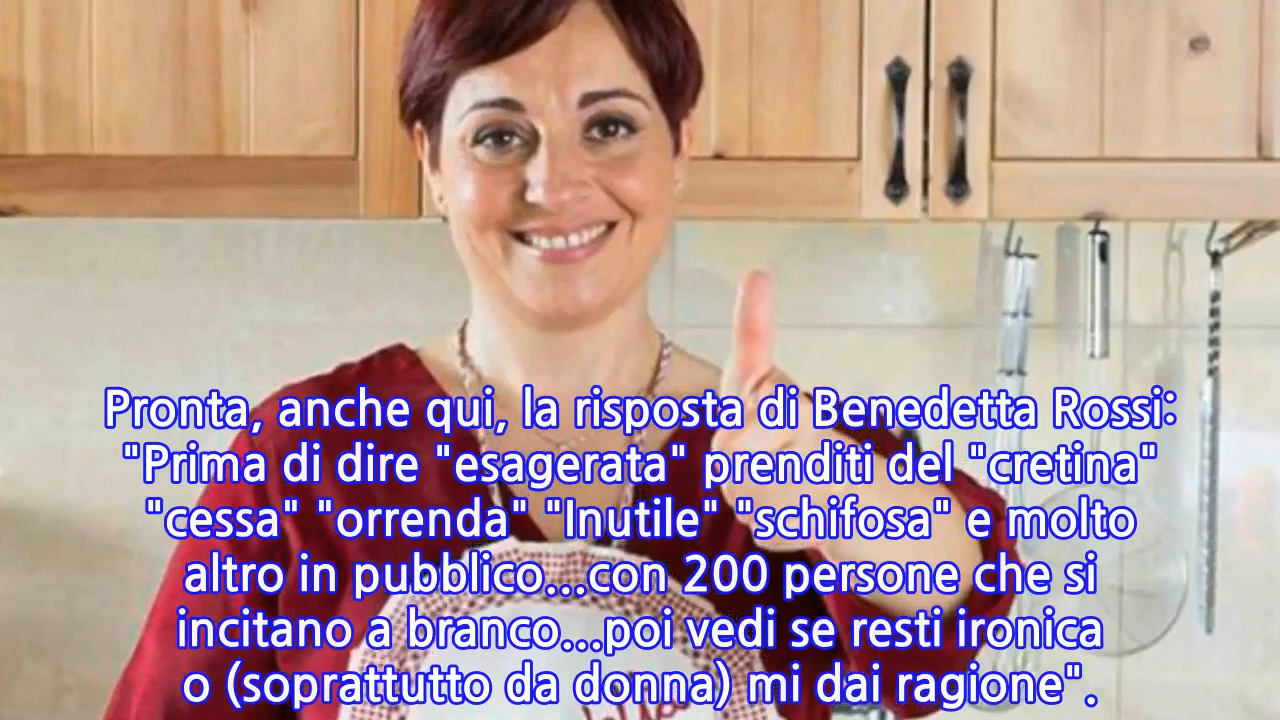 Pronta, anche qui, la risposta di Benedetta Rossi:
"Prima di dire "esagerata" prenditi del "cretina"
"cessa" "orrenda" "Inutile" "schifosa" e molto
altro in pubblico...con 200 persone che si
incitano a branco...poi vedi se resti ironica
o (soprattutto da donna) mi dai ragione".